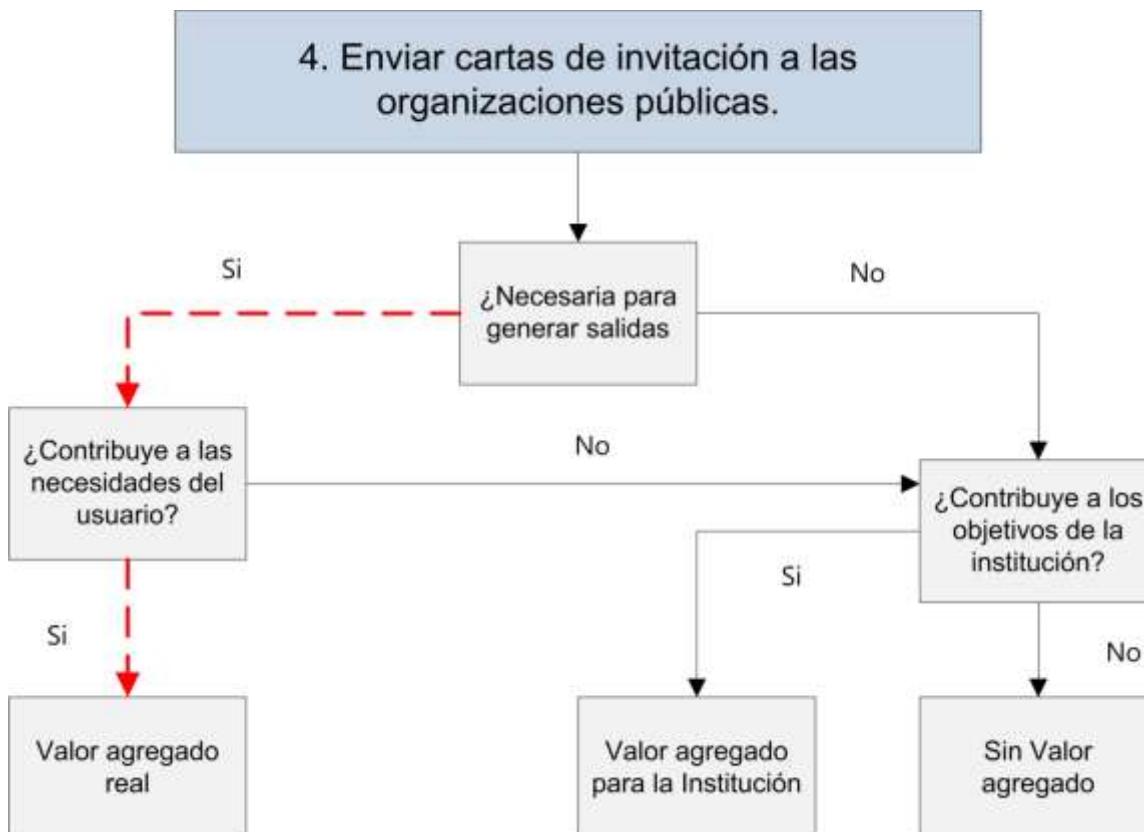 4. Enviar cartas de invitación a las
organizaciones públicas.
Si
¿Necesaria para
generar salidas
No
¿Contribuye a las
necesidades del
usuario?
No
¿Contribuye a los
objetivos de la
institución?
Si
Si
No
Valor agregado
real
Valor agregado
para la Institución
Sin Valor
agregado